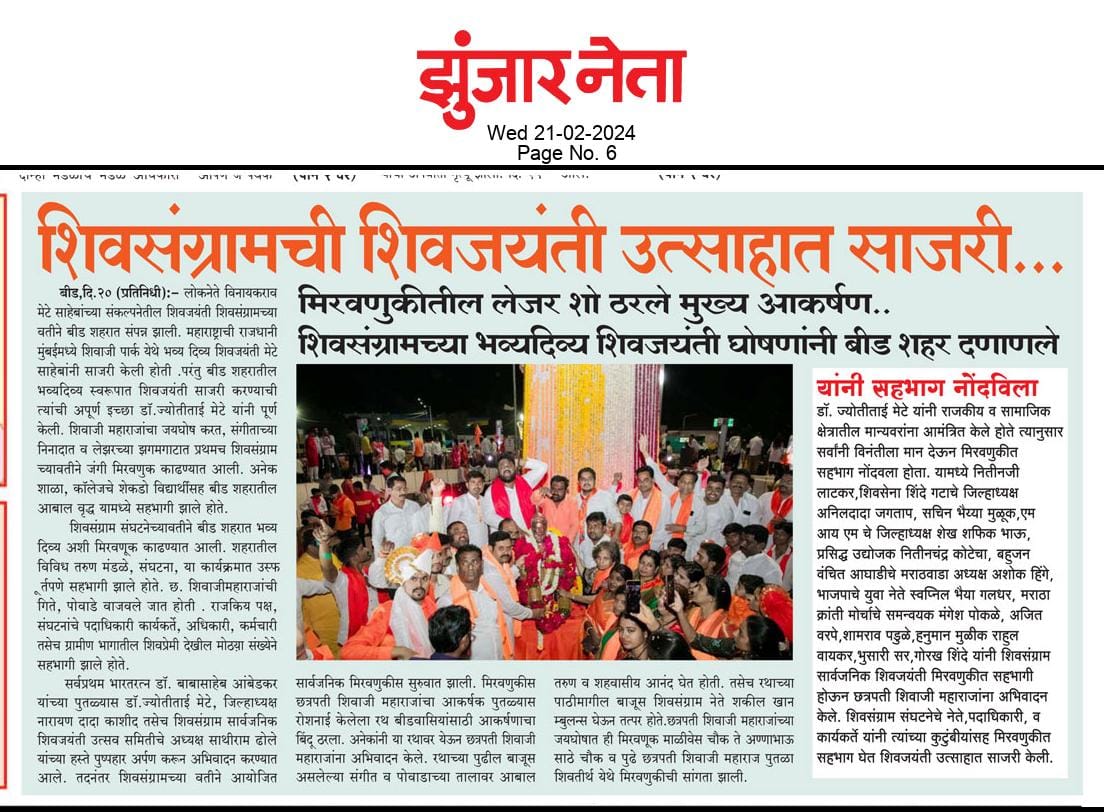 झुंजार नेता
Wed 21-02-2024
Page No. 6
शिवसंग्रामची शिवजयंती उत्साहात साजरी...
मिरवणुकीतील लेजर शो ठरले मुख्य आकर्षण..
शिवसंग्रामच्या भव्यदिव्य शिवजयंती घोषणांनी बीड शहर दणाणले
बीड,दि.२० (प्रतिनिधी):– लोकनेते विनायकराव
मेटे साहेबांच्या संकल्पनेतील शिवजयंती शिवसंग्रामच्या
वतीने बीड शहरात संपन्न झाली. महाराष्ट्राची राजधानी
मुंबईमध्ये शिवाजी पार्क येथे भव्य दिव्य शिवजयंती मेटे
साहेबांनी साजरी केली होती .परंतु बीड शहरातील
भव्यदिव्य स्वरूपात शिवजयंती साजरी करण्याची
त्यांची अपूर्ण इच्छा डॉ.ज्योतीताई मेटे यांनी पूर्ण
केली. शिवाजी महाराजांचा जयघोष करत, संगीताच्या
निनादात व लेझरच्या झगमगाटात प्रथमच शिवसंग्राम
च्यावतीने जंगी मिरवणुक काढण्यात आली. अनेक
शाळा, कॉलेजचे शेकडो विद्यार्थीसह बीड शहरातील
आबाल वृद्ध यामध्ये सहभागी झाले होते.
शिवसंग्राम संघटनेच्यावतीने बीड शहरात भव्य
दिव्य अशी मिरवणूक काढण्यात आली. शहरातील
विविध तरुण मंडळे, संघटना, या कार्यक्रमात उस्फ
ूर्तपणे सहभागी झाले होते. छ. शिवाजीमहाराजांची
गिते, पोवाडे वाजवले जात होती . राजकिय पक्ष,
संघटनांचे पदाधिकारी कार्यकर्ते, अधिकारी, कर्मचारी
तसेच ग्रामीण भागातील शिवप्रेमी देखील मोठ्या संख्येने
सहभागी झाले होते.
सर्वप्रथम भारतरत्न डॉ. बाबासाहेब आंबेडकर
यांच्या पुतळ्यास डॉ.ज्योतीताई मेटे, जिल्हाध्यक्ष
नारायण दादा काशीद तसेच शिवसंग्राम सार्वजनिक
शिवजयंती उत्सव समितीचे अध्यक्ष साथीराम ढोले
यांच्या हस्ते पुष्पहार अर्पण करून अभिवादन करण्यात
आले. तदनंतर शिवसंग्रामच्या वतीने आयोजित
सार्वजनिक मिरवणुकीस सुरुवात झाली. मिरवणुकीस
छत्रपती शिवाजी महाराजांचा आकर्षक पुतळ्यास
रोशनाई केलेला रथ बीडवासियांसाठी आकर्षणाचा
बिंदू ठरला. अनेकांनी या रथावर येऊन छत्रपती शिवाजी
महाराजांना अभिवादन केले. रथाच्या पुढील बाजूस
असलेल्या संगीत व पोवाडाच्या तालावर आबाल
तरुण व शहवासीय आनंद घेत होती. तसेच रथाच्या
पाठीमागील बाजूस शिवसंग्राम नेते शकील खान
म्बुलन्स घेऊन तत्पर होते.छत्रपती शिवाजी महाराजांच्या
जयघोषात ही मिरवणूक माळीवेस चौक ते अण्णाभाऊ
साठे चौक व पुढे छत्रपती शिवाजी महाराज पुतळा
शिवतीर्थ येथे मिरवणुकीची सांगता झाली.
यांनी सहभाग नोंदविला
डॉ. ज्योतीताई मेटे यांनी राजकीय व सामाजिक
क्षेत्रातील मान्यवरांना आमंत्रित केले होते त्यानुसार
सर्वांनी विनंतीला मान देऊन मिरवणुकीत
सहभाग नोंदवला होता. यामध्ये नितीनजी
लाटकर,शिवसेना शिंदे गटाचे जिल्हाध्यक्ष
अनिलदादा जगताप, सचिन भैय्या मुळूक,एम
आय एम चे जिल्हाध्यक्ष शेख शफिक भाऊ,
प्रसिद्ध उद्योजक नितीनचंद्र कोटेचा, बहुजन
वंचित आघाडीचे मराठवाडा अध्यक्ष अशोक हिंगे,
भाजपाचे युवा नेते स्वप्निल भैया गलधर, मराठा
क्रांती मोर्चाचे समन्वयक मंगेश पोकळे, अजित
वरपे,शामराव पडुळे,हनुमान मुळीक राहुल
वायकर,भुसारी सर,गोरख शिंदे यांनी शिवसंग्राम
सार्वजनिक शिवजयंती मिरवणुकीत सहभागी
होऊन छत्रपती शिवाजी महाराजांना अभिवादन
केले. शिवसंग्राम संघटनेचे नेते,पदाधिकारी, व
कार्यकर्ते यांनी त्यांच्या कुटुंबीयांसह मिरवणुकीत
सहभाग घेत शिवजयंती उत्साहात साजरी केली.